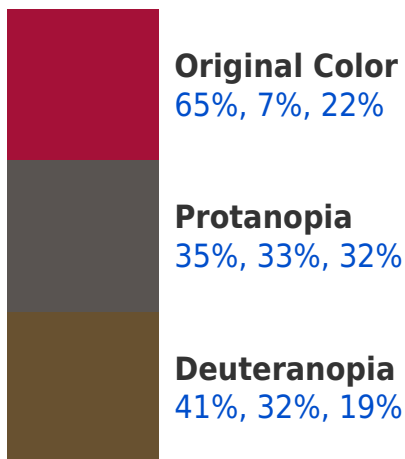 Original Color
65%, 7%, 22%
Protanopia
35%, 33%, 32%
Deuteranopia
41%, 32%, 19%